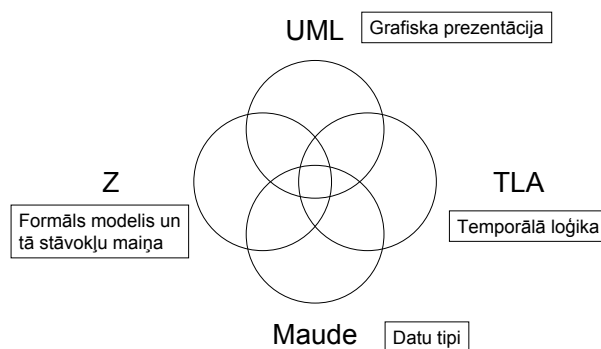 UML
Grafiska prezentācija
Z
TLA
Formāls modelis un
tā stāvokļu maiņa
Temporālā loģika
Maude
Datu tipi